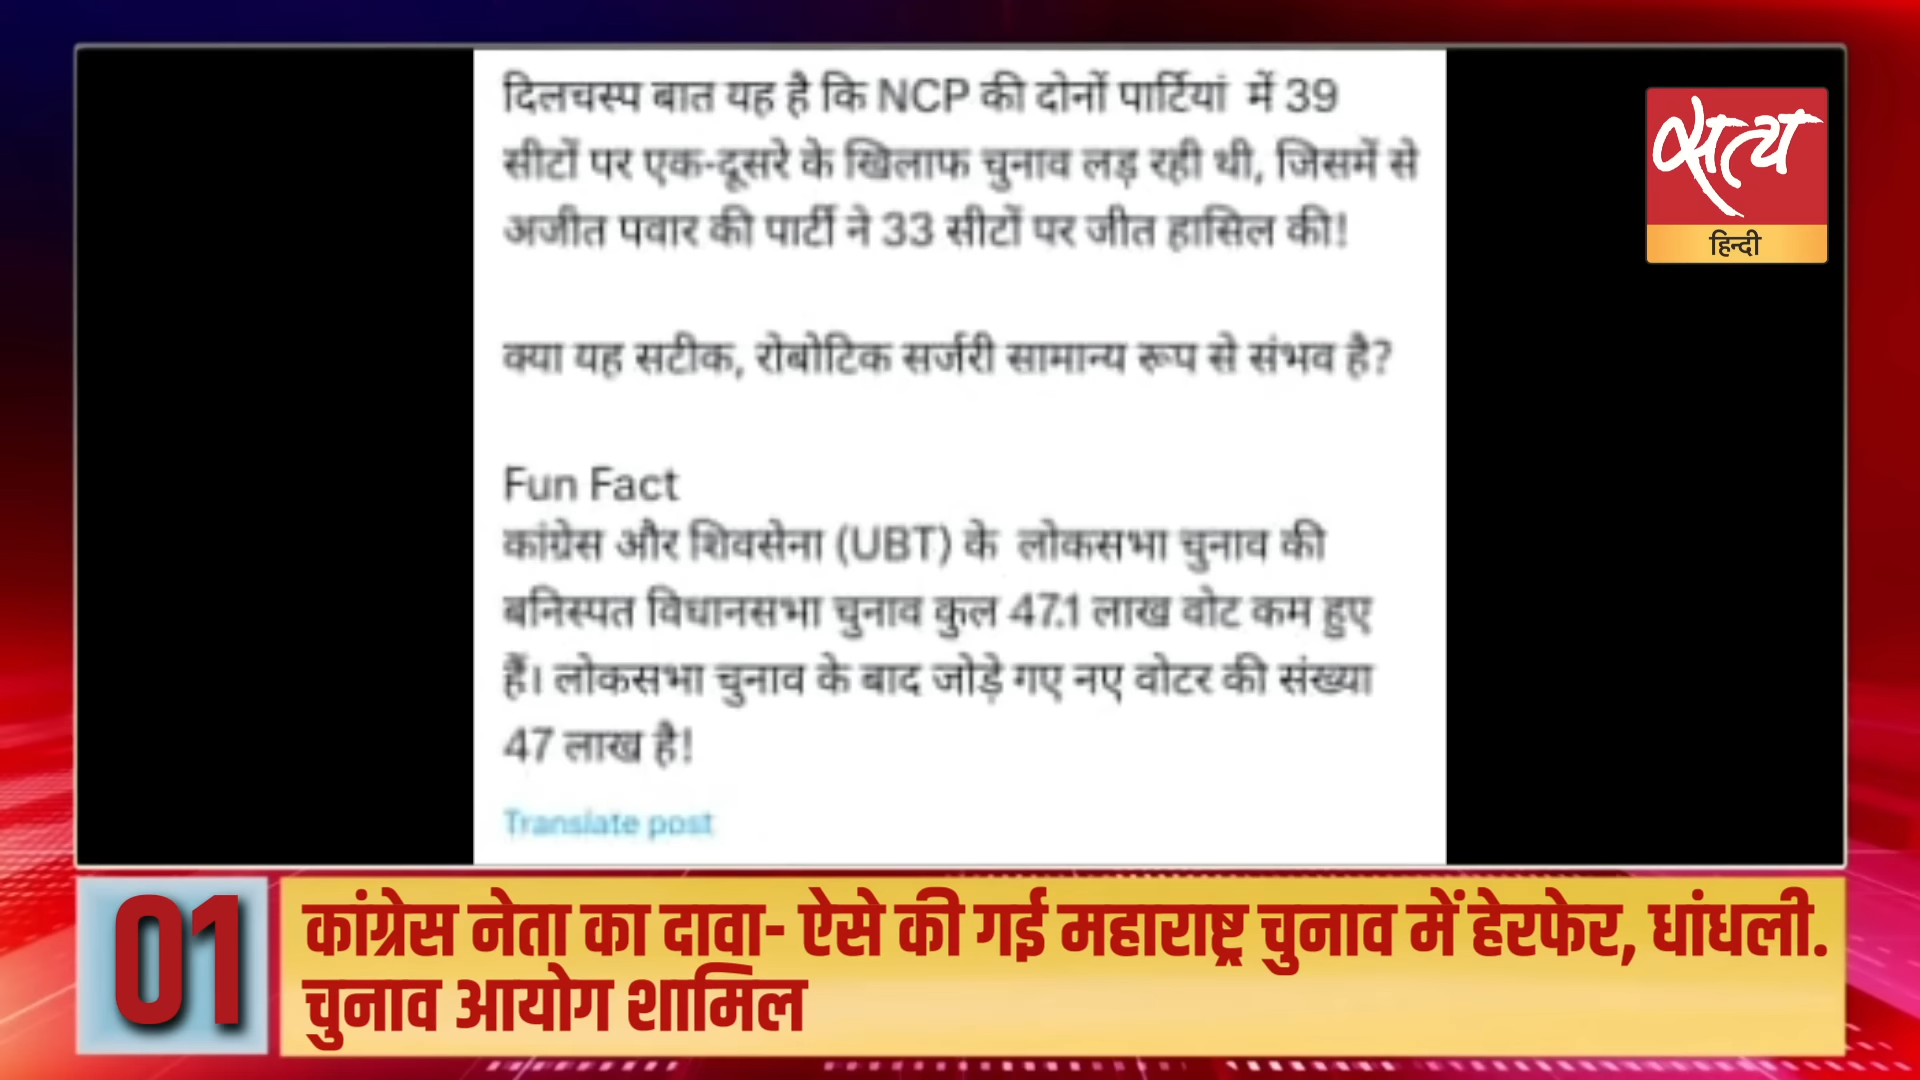 दिलचस्प बात यह है कि NCP की दोनों पार्टियां में 39
सीटों पर एक-दूसरे के खिलाफ चुनाव लड़ रही थी, जिसमें से
अजीत पवार की पार्टी ने 33 सीटों पर जीत हासिल की!
क्या यह सटीक, रोबोटिक सर्जरी सामान्य रूप से संभव है?
Fun Fact
कांग्रेस और शिवसेना (UBT) के लोकसभा चुनाव की
बनिस्पत विधानसभा चुनाव कुल 47.1 लाख वोट कम हुए
हैं। लोकसभा चुनाव के बाद जोड़े गए नए वोटर की संख्या
47 लाख है!
Translate post
सत्य
हिन्दी
01
कांग्रेस नेता का दावा- ऐसे की गई महाराष्ट्र चुनाव में हेरफेर, धांधली.
चुनाव आयोग शामिल